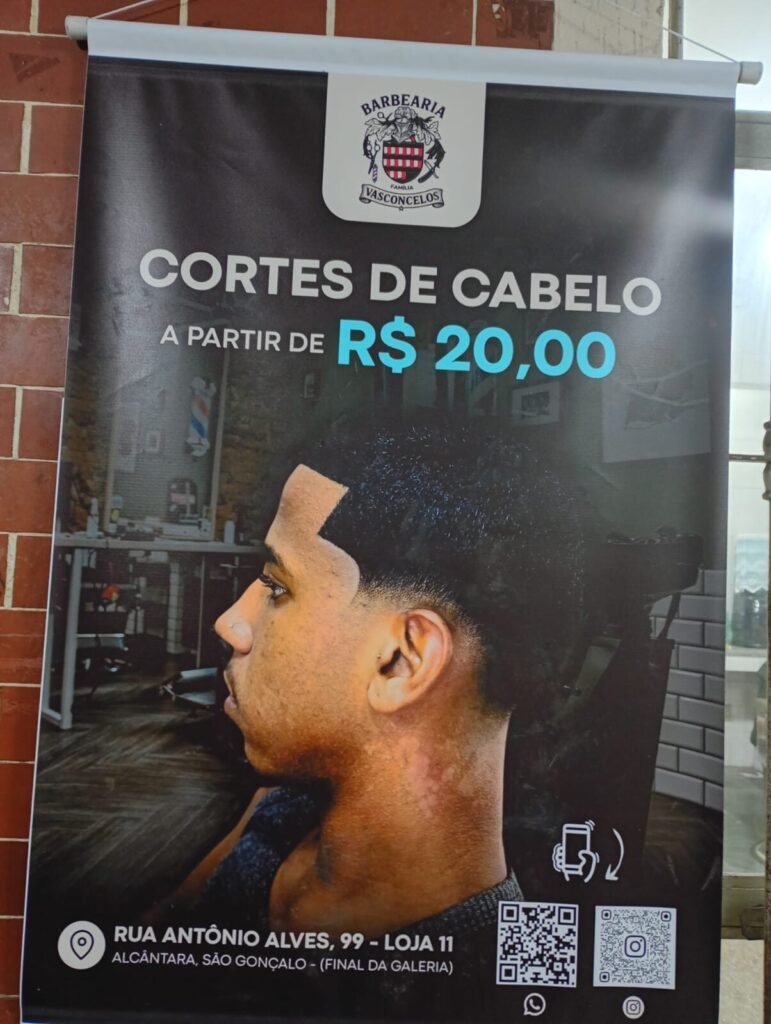 BARBEARIA
FAMÍLIA
VASCONCELOS
CORTES DE CABELO
A PARTIR DE R$ 20,00
RUA ANTÔNIO ALVES, 99 - LOJA 11
ALCÂNTARA, SÃO GONÇALO - (FINAL DA GALERIA)